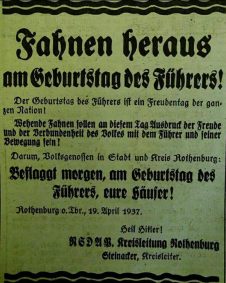 Fahnen heraus
am Geburtstag des Führers!
Der Geburtstag des Führers ist ein Freudentag der gan-
zen Nation!
Wehende Fahnen sollen an diesem Tag Ausdruck der Freude
und der Verbundenheit des Volkes mit dem Führer und seiner
Bewegung sein!
Darum, Volksgenossen in Stadt und Kreis Rothenburg:
Beflaggt morgen, am Geburtstag des
Führers, eure Häuser!
Rothenburg o. Tbr., 19. April 1937.
Heil Hitler!
NSDAP. Kreisleitung Rothenburg
Steinacker, Kreisleiter.